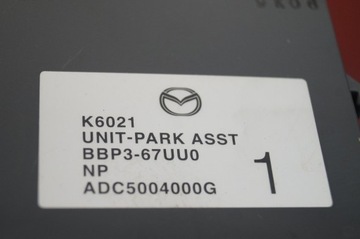 K6021
UNIT-PARK ASST
BBP3-67UU0
NP
ADC5004000G
1